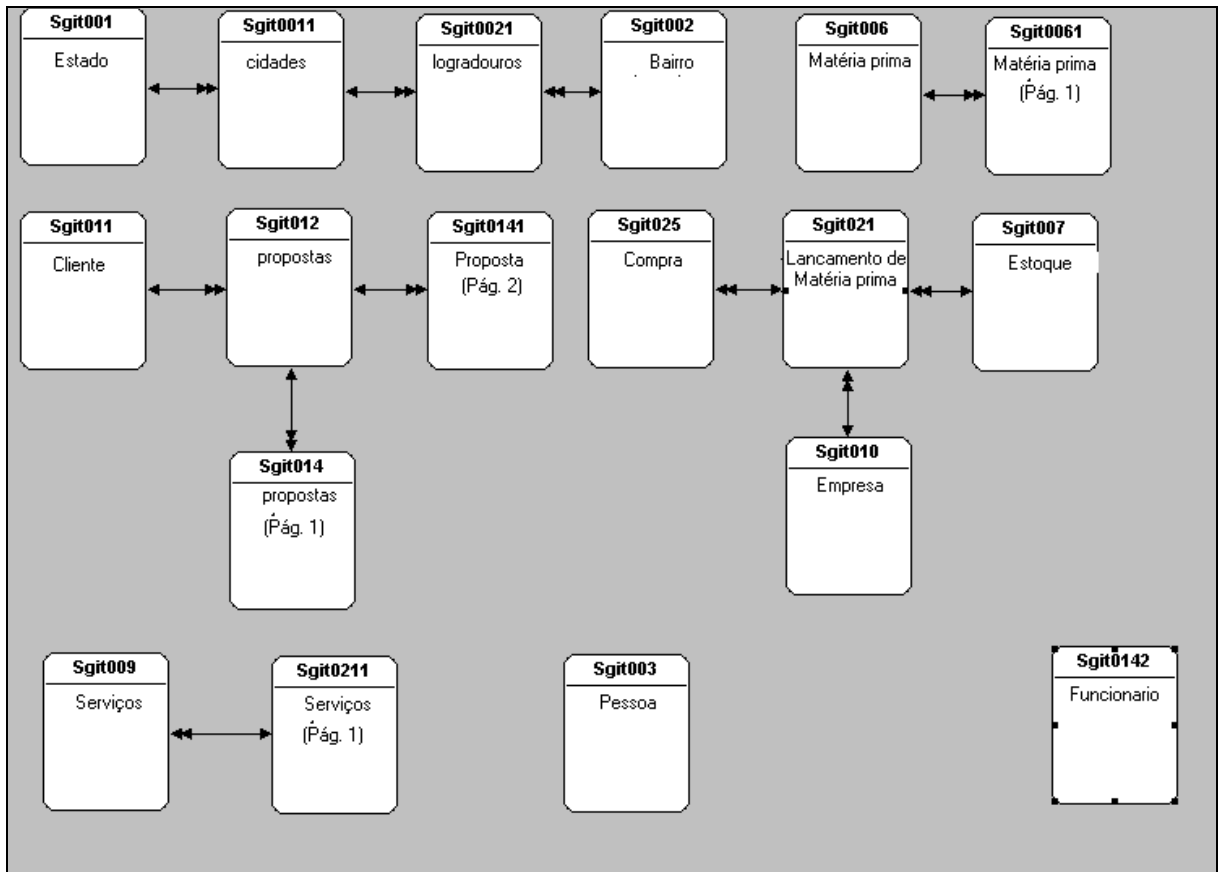 Sgit001
Estado
Sgit0011
cidades
Sgit0021
logradouros
Sgit002
Bairro
Sgit006
Matéria prima
Sgit0061
Matéria prima
(Pág. 1)
Sgit011
Cliente
Sgit012
propostas
Sgit0141
Proposta
(Pág. 2)
Sgit025
Compra
Sgit021
Lancamento de
Matéria prima
Sgit007
Estoque
Sgit014
propostas
(Pág. 1)
Sgit010
Empresa
Sgit009
Serviços
Sgit0211
Serviços
(Pág. 1)
Sgit003
Pessoa
Sgit0142
Funcionario